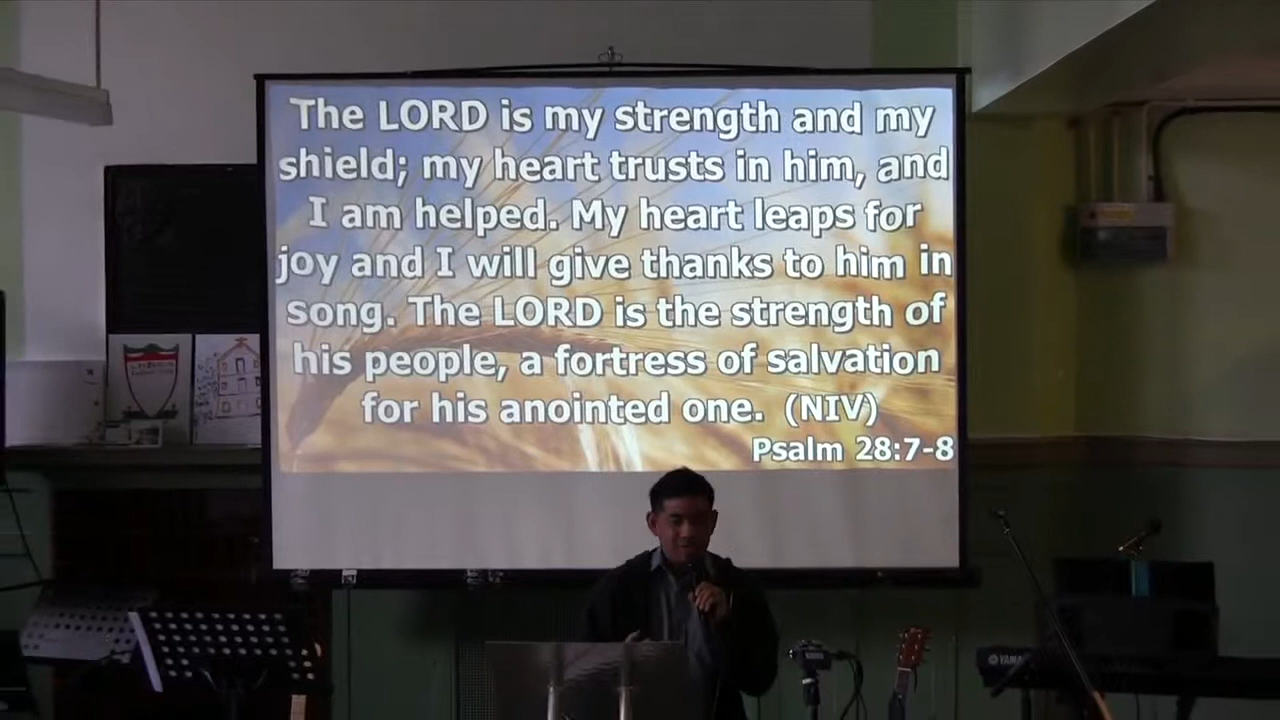 The LORD is my strength and my
shield; my heart trusts in him, and
I am helped. My heart leaps for
joy and I will give thanks to him in
song. The LORD is the strength of
his people, a fortress of salvation
for his anointed one. (NIV)
Psalm 28:7-8
YAMA